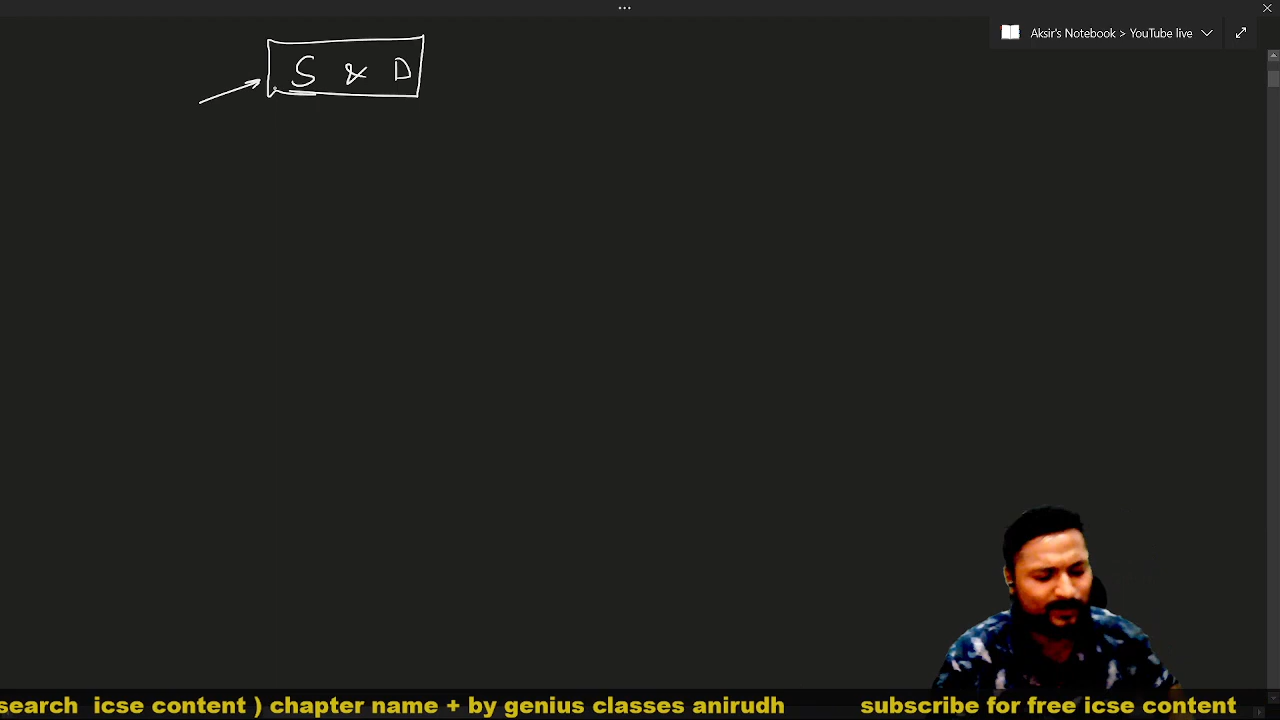 Aksir's Notebook > YouTube live
S & D
search icse content ) chapter name + by genius classes anirudh subscribe for free icse content